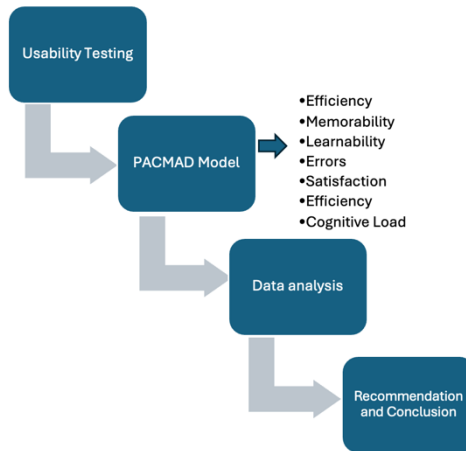 Usability Testing
•Efficiency
•Memorability
•Learnability
•Errors
•Satisfaction
•Efficiency
•Cognitive Load
PACMAD Model
Data analysis
Recommendation
and Conclusion